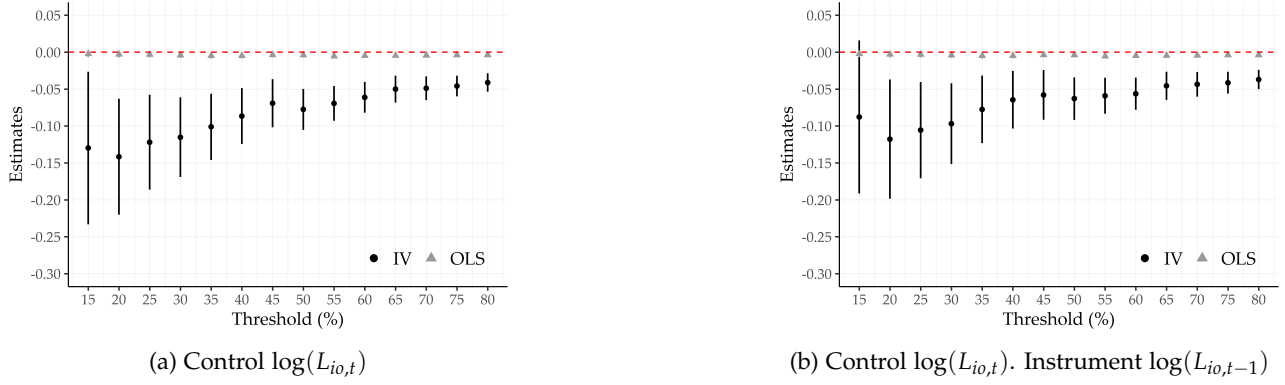 0.05
0.00
-0.05
-0.10
-0.15
-0.20
-0.25
-0.30
Estimates
IV OLS
15 20 25 30 35 40 45 50 55 60 65 70 75 80
Threshold (%)
(a) Control log(L_{io,t})
0.05
0.00
-0.05
-0.10
-0.15
-0.20
-0.25
-0.30
Estimates
IV OLS
15 20 25 30 35 40 45 50 55 60 65 70 75 80
Threshold (%)
(b) Control log(L_{io,t}). Instrument log(L_{io,t−1})